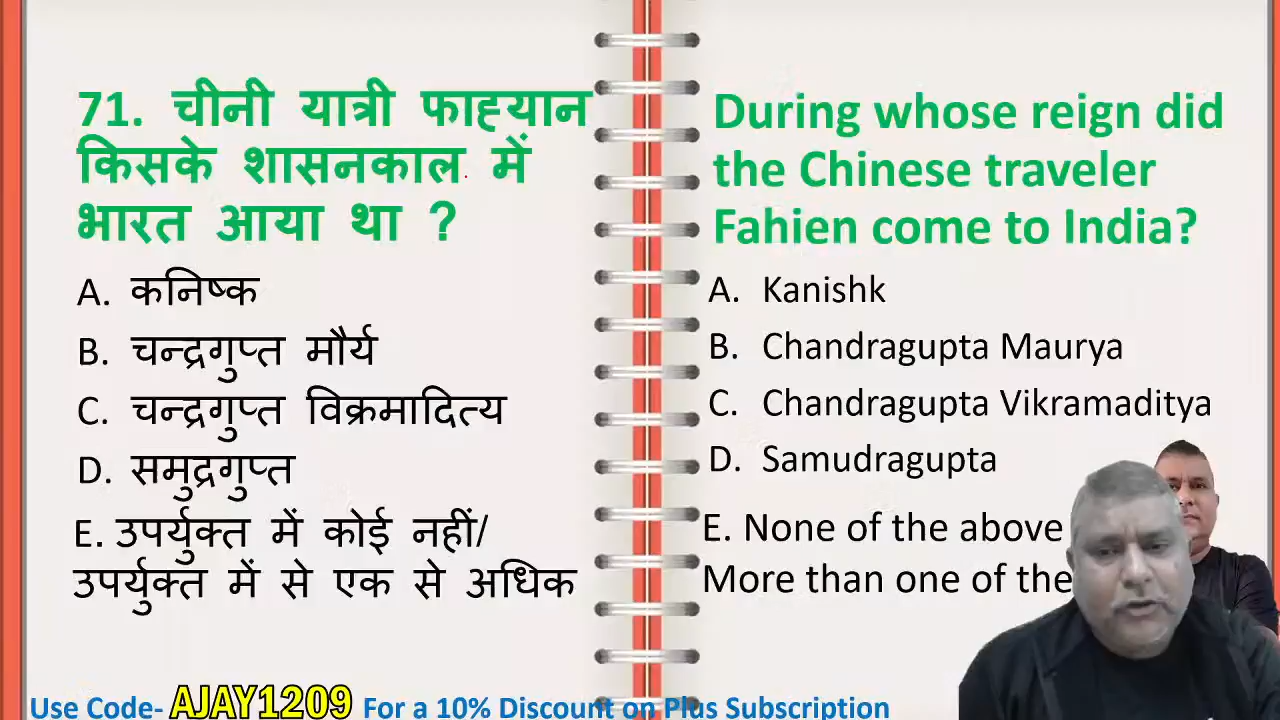 71. चीनी यात्री फाह्यान
किसके शासनकाल में
भारत आया था ?
A. कनिष्क
B. चन्द्रगुप्त मौर्य
C. चन्द्रगुप्त विक्रमादित्य
D. समुद्रगुप्त
E. उपर्युक्त में कोई नहीं/
उपर्युक्त में से एक से अधिक
During whose reign did
the Chinese traveler
Fahien come to India?
A. Kanishk
B. Chandragupta Maurya
C. Chandragupta Vikramaditya
D. Samudragupta
E. None of the above
More than one of the
Use Code- AJAY1209 For a 10% Discount on Plus Subscription